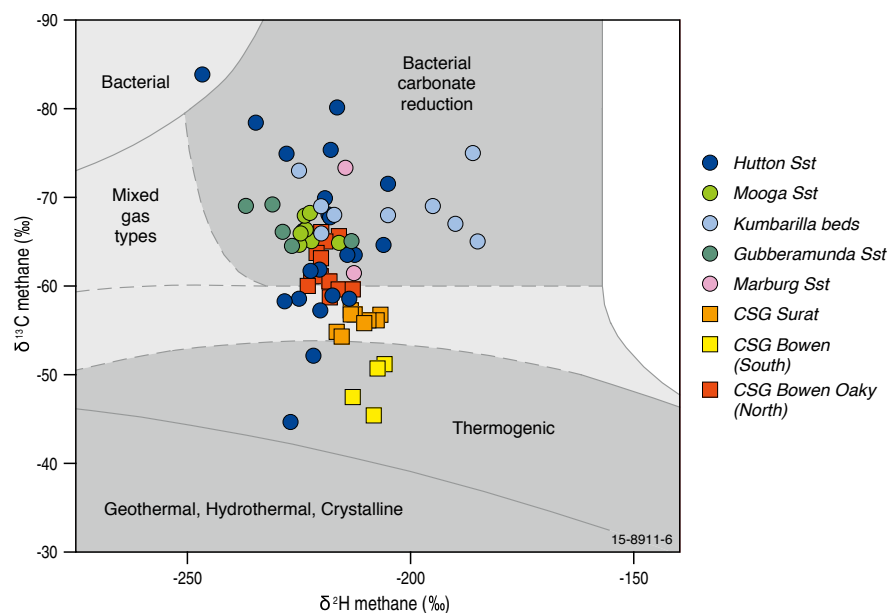 -90
-80
-70
-60
-50
-40
-30
δ13C methane (‰)
Bacterial
Bacterial
carbonate
reduction
Mixed
gas
types
Thermogenic
Geothermal, Hydrothermal, Crystalline
15-8911-6
-250
-200
-150
δ2H methane (‰)
Hutton Sst
Mooga Sst
Kumbarilla beds
Gubberamunda Sst
Marburg Sst
CSG Surat
CSG Bowen
(South)
CSG Bowen Oaky
(North)